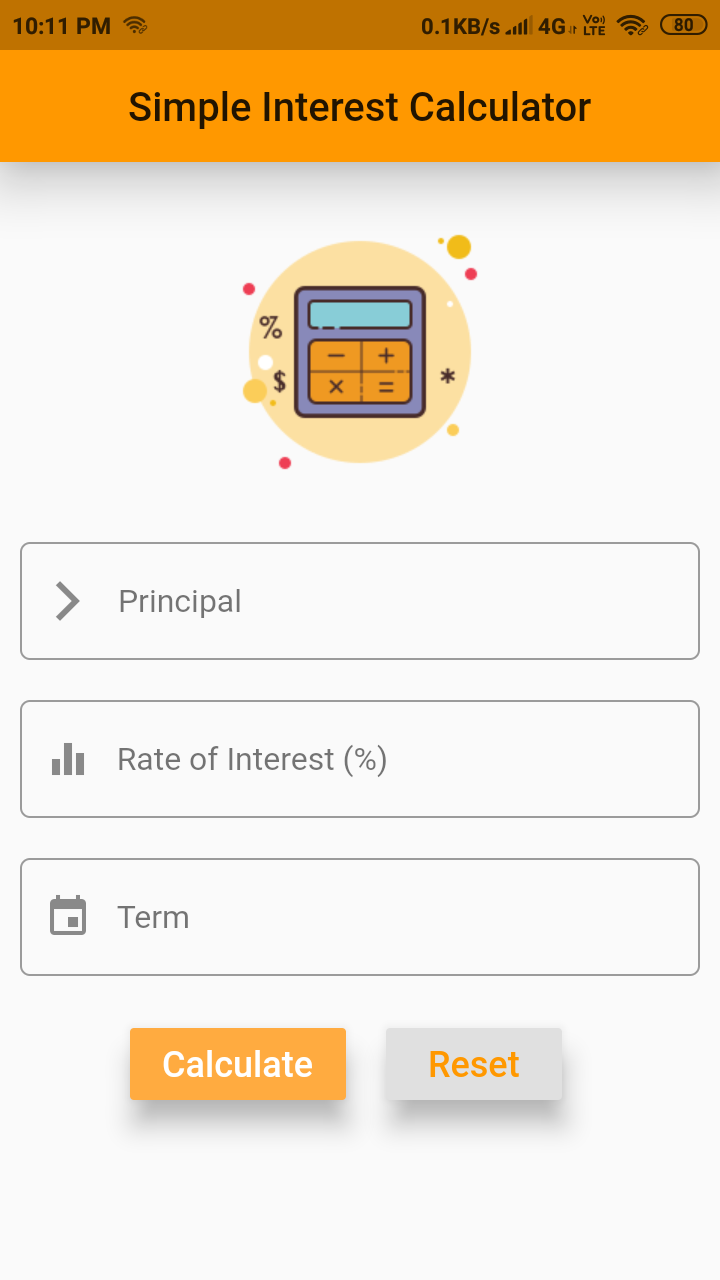 10:11 PM 0.1KB/s 4G Vo LTE 80
Simple Interest Calculator
%
$
*
− +
× =
Principal
Rate of Interest (%)
Term
Calculate Reset